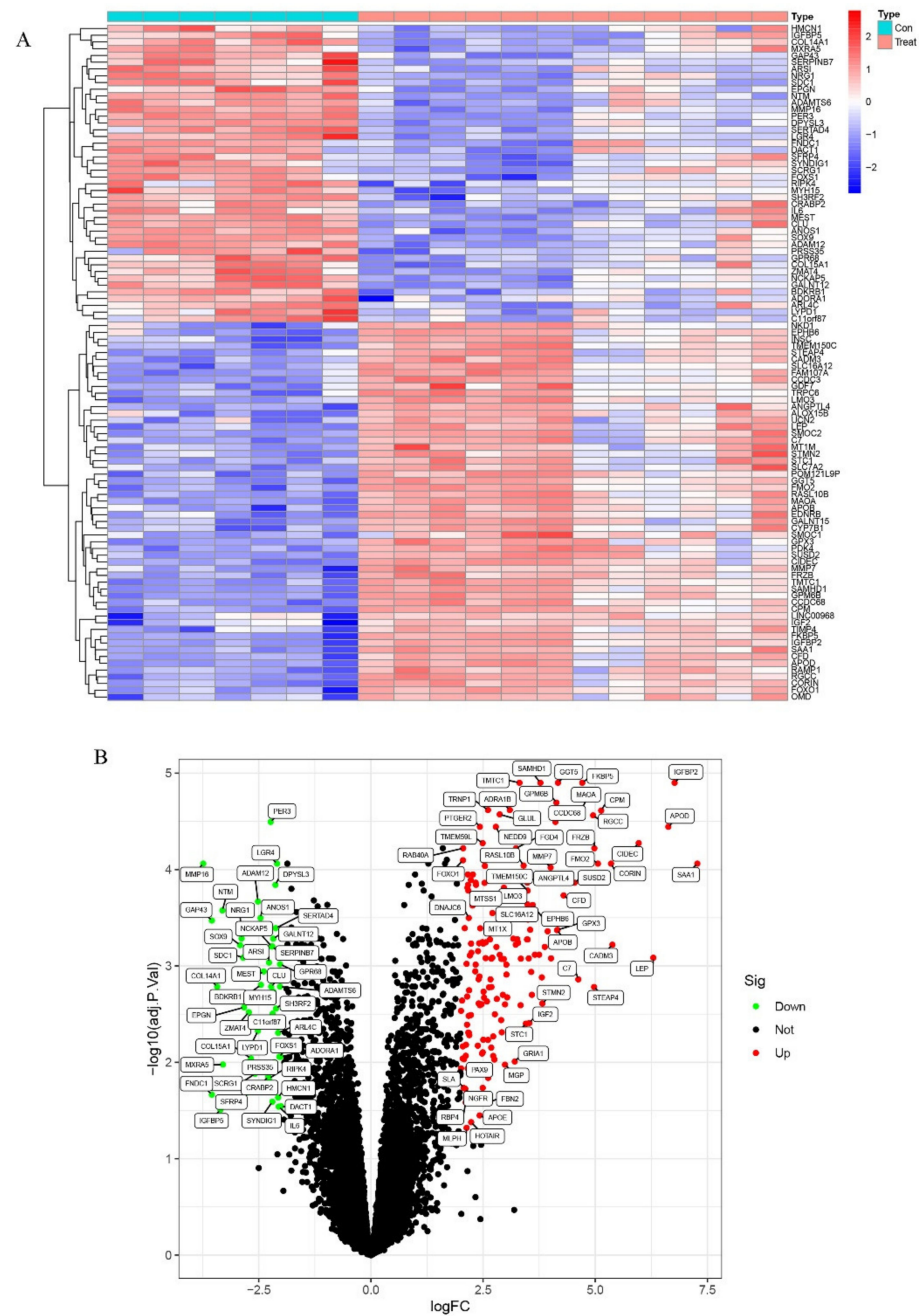 A
Type
HMCN1
IGFBP5
COL14A1
MXRA5
GAP43
SERPINB7
ARSI
NRG1
SDC1
EPGN
NTM
ADAMTS6
MMP16
PER3
DPYSL3
SERTAD4
LGR4
FNDC1
DACT1
SFRP4
SYNDIG1
SCRG1
FOXS1
RIPK4
MYH15
SH3RF2
CRABP2
IL6
MEST
CLU
ANOS1
SOX9
ADAM12
PRSS35
GPR68
COL15A1
ZMAT4
NCKAP5
GALNT12
BDKRB1
ADORA1
ARL4C
LYPD1
C11orf87
NKD1
EPHB6
INSC
TMEM150C
STEAP4
CADM3
SLC16A12
FAM107A
CCDC3
GDF7
TRPC6
LMO3
ANGPTL4
ALOX15B
UCN2
LEP
SMOC2
C7
MT1M
STMN2
STC1
SLC7A2
POM121L9P
GGT5
FMO2
RASL10B
MAOA
APOB
EDNRB
GALNT15
CYP7B1
SMOC1
GPX3
PDK4
SUSD2
CIDEC
MMP7
FRZB
TMTC1
SAMHD1
GPM6B
CCDC68
CPM
LINC00968
IGF2
TIMP4
FKBP5
IGFBP2
SAA1
CFD
APOD
RAMP1
RGCC
CORIN
FOXO1
OMD
2
1
0
−1
−2
Type
Con
Treat
B
SAMHD1
GGT5
FKBP5
IGFBP2
TMTC1
GPM6B
MAOA
CPM
TRNP1
ADRA1B
CCDC68
RGCC
APOD
PER3
PTGER2
GLUL
TMEM59L
NEDD9
FGD4
FRZB
RAB40A
RASL10B
MMP7
FMO2
CIDEC
LGR4
FOXO1
TMEM150C
ANGPTL4
SUSD2
CORIN
SAA1
MMP16
ADAM12
DPYSL3
NTM
MTSS1
LMO3
CFD
GAP43
NRG1
ANOS1
SERTAD4
DNAJC6
SLC16A12
EPHB6
GPX3
SOX9
NCKAP5
GALNT12
MT1X
APOB
SDC1
ARSI
SERPINB7
CADM3
COL14A1
MEST
CLU
GPR68
C7
LEP
BDKRB1
MYH15
SH3RF2
ADAMTS6
STMN2
STEAP4
EPGN
C11orf87
IGF2
ZMAT4
ARL4C
STC1
COL15A1
LYPD1
FOXS1
ADORA1
GRIA1
MXRA5
PRSS35
RIPK4
PAX9
MGP
FNDC1
SCRG1
CRABP2
HMCN1
SLA
NGFR
FBN2
SFRP4
DACT1
RBP4
APOE
IGFBP5
SYNDIG1
IL6
MLPH
HOTAIR
5
4
3
2
1
0
−log10(adj.P.Val)
−2.5
0.0
2.5
5.0
7.5
logFC
Sig
Down
Not
Up